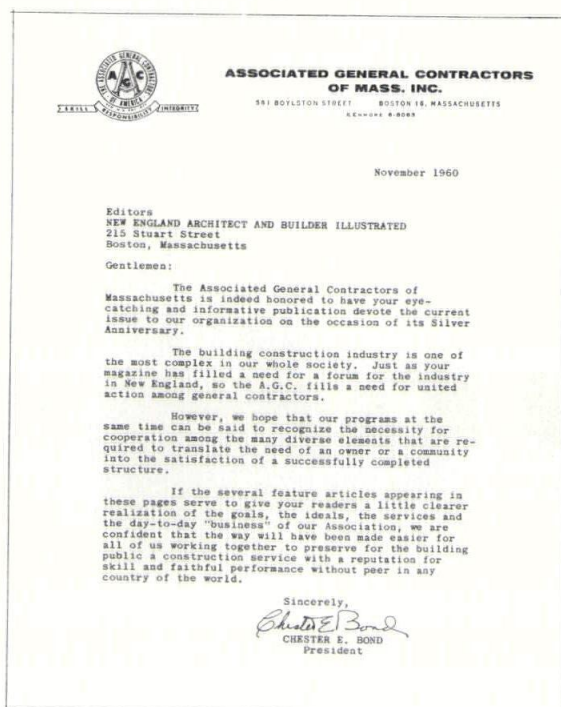 THE ASSOCIATED GENERAL CONTRACTORS
OF AMERICA
A G C
SKILL RESPONSIBILITY INTEGRITY
ASSOCIATED GENERAL CONTRACTORS
OF MASS. INC.
591 BOYLSTON STREET BOSTON 16, MASSACHUSETTS
KENMORE 6-8063
November 1960
Editors
NEW ENGLAND ARCHITECT AND BUILDER ILLUSTRATED
215 Stuart Street
Boston, Massachusetts
Gentlemen:
The Associated General Contractors of
Massachusetts is indeed honored to have your eye-
catching and informative publication devote the current
issue to our organization on the occasion of its Silver
Anniversary.
The building construction industry is one of
the most complex in our whole society. Just as your
magazine has filled a need for a forum for the industry
in New England, so the A.G.C. fills a need for united
action among general contractors.
However, we hope that our programs at the
same time can be said to recognize the necessity for
cooperation among the many diverse elements that are re-
quired to translate the need of an owner or a community
into the satisfaction of a successfully completed
structure.
If the several feature articles appearing in
these pages serve to give your readers a little clearer
realization of the goals, the ideals, the services and
the day-to-day "business" of our Association, we are
confident that the way will have been made easier for
all of us working together to preserve for the building
public a construction service with a reputation for
skill and faithful performance without peer in any
country of the world.
Sincerely,
Chester E Bond
CHESTER E. BOND
President